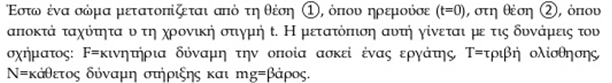 Έστω ένα σώμα μετατοπίζεται από τη θέση ①, όπου ηρεμούσε (t=0), στη θέση ②, όπου
αποκτά ταχύτητα υ τη χρονική στιγμή t. Η μετατόπιση αυτή γίνεται με τις δυνάμεις του
σχήματος: F=κινητήρια δύναμη την οποία ασκεί ένας εργάτης, T=τριβή ολίσθησης,
N=κάθετος δύναμη στήριξης και mg=βάρος.